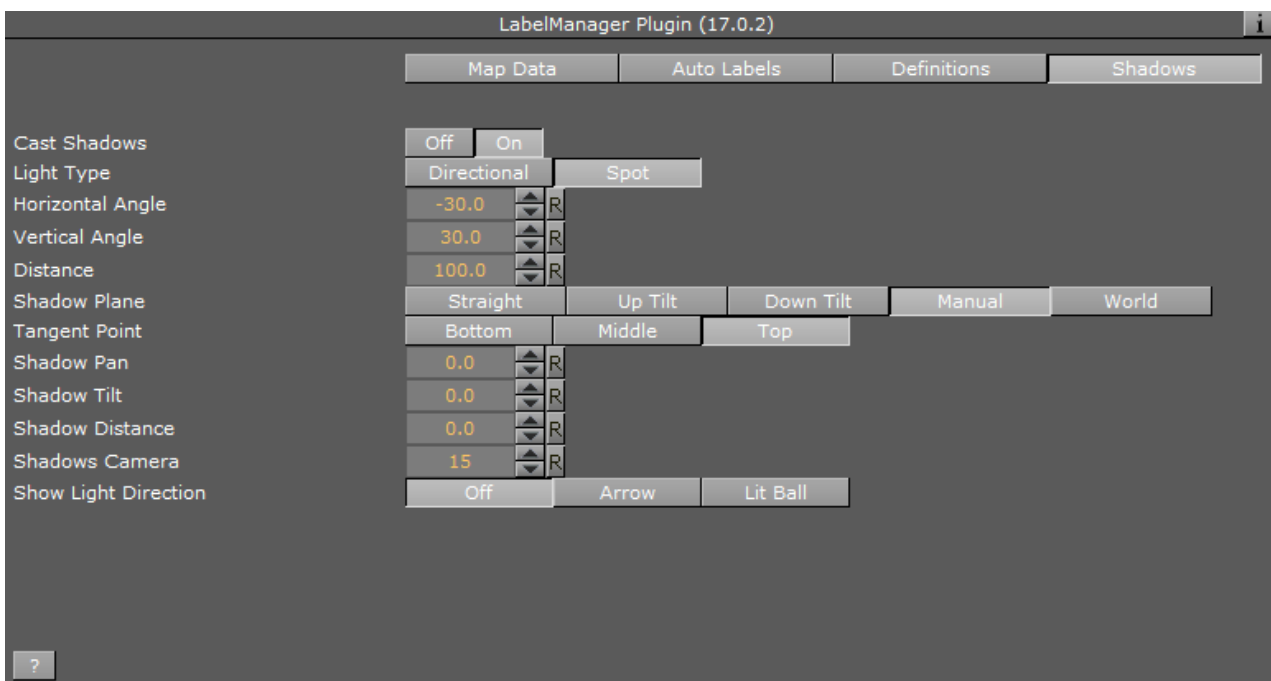 LabelManager Plugin (17.0.2) i
Map Data Auto Labels Definitions Shadows
Cast Shadows Off On
Light Type Directional Spot
Horizontal Angle -30.0 R
Vertical Angle 30.0 R
Distance 100.0 R
Shadow Plane Straight Up Tilt Down Tilt Manual World
Tangent Point Bottom Middle Top
Shadow Pan 0.0 R
Shadow Tilt 0.0 R
Shadow Distance 0.0 R
Shadows Camera 15 R
Show Light Direction Off Arrow Lit Ball
?